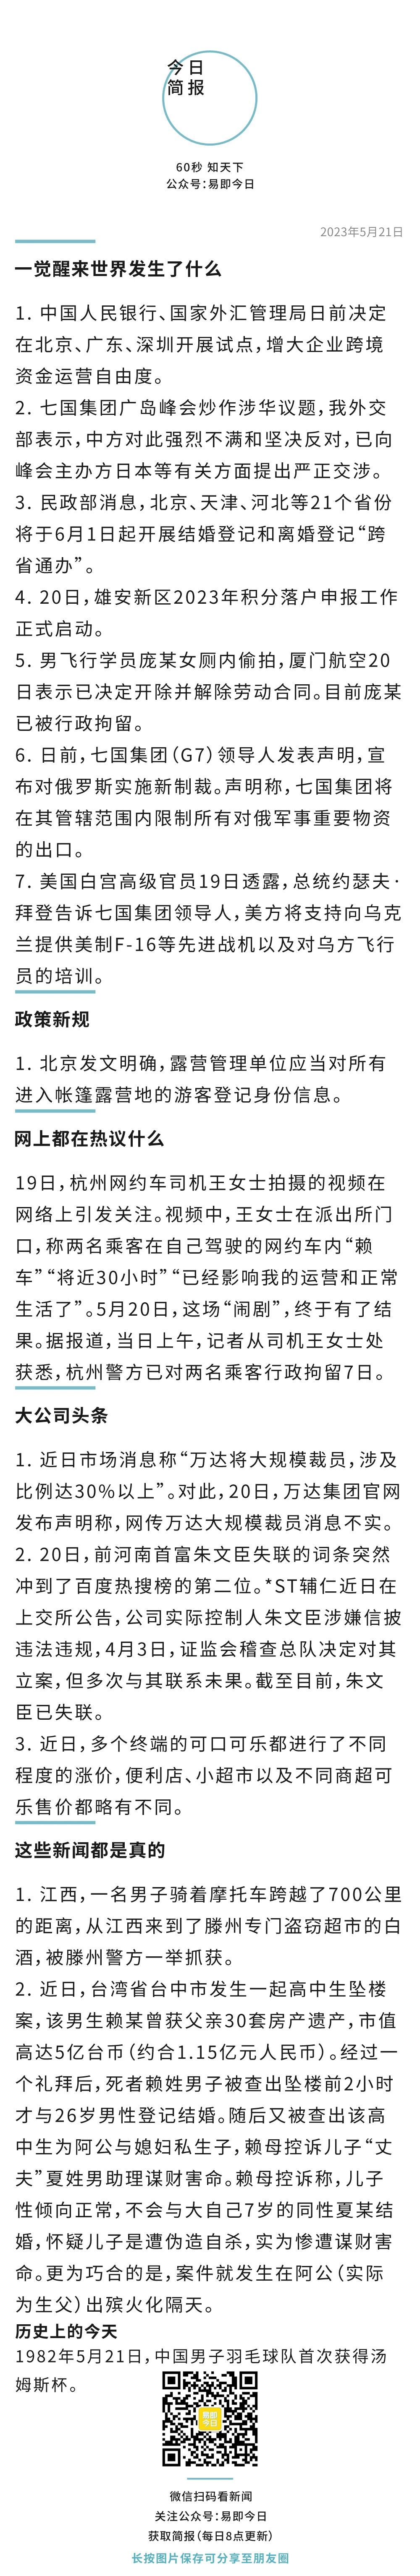 今日
简报
60秒 知天下
公众号：易即今日
2023年5月21日
一觉醒来世界发生了什么
1. 中国人民银行、国家外汇管理局日前决定
在北京、广东、深圳开展试点，增大企业跨境
资金运营自由度。
2. 七国集团广岛峰会炒作涉华议题，我外交
部表示，中方对此强烈不满和坚决反对，已向
峰会主办方日本等有关方面提出严正交涉。
3. 民政部消息，北京、天津、河北等21个省份
将于6月1日起开展结婚登记和离婚登记“跨
省通办”。
4. 20日，雄安新区2023年积分落户申报工作
正式启动。
5. 男飞行学员庞某女厕内偷拍，厦门航空20
日表示已决定开除并解除劳动合同。目前庞某
已被行政拘留。
6. 日前，七国集团（G7）领导人发表声明，宣
布对俄罗斯实施新制裁。声明称，七国集团将
在其管辖范围内限制所有对俄军事重要物资
的出口。
7. 美国白宫高级官员19日透露，总统约瑟夫·
拜登告诉七国集团领导人，美方将支持向乌克
兰提供美制F-16等先进战机以及对乌方飞行
员的培训。
政策新规
1. 北京发文明确，露营管理单位应当对所有
进入帐篷露营地的游客登记身份信息。
网上都在热议什么
19日，杭州网约车司机王女士拍摄的视频在
网络上引发关注。视频中，王女士在派出所门
口，称两名乘客在自己驾驶的网约车内“赖
车”“将近30小时”“已经影响我的运营和正常
生活了”。5月20日，这场“闹剧”，终于有了结
果。据报道，当日上午，记者从司机王女士处
获悉，杭州警方已对两名乘客行政拘留7日。
大公司头条
1. 近日市场消息称“万达将大规模裁员，涉及
比例达30%以上”。对此，20日，万达集团官网
发布声明称，网传万达大规模裁员消息不实。
2. 20日，前河南首富朱文臣失联的词条突然
冲到了百度热搜榜的第二位。*ST辅仁近日在
上交所公告，公司实际控制人朱文臣涉嫌信披
违法违规，4月3日，证监会稽查总队决定对其
立案，但多次与其联系未果。截至目前，朱文
臣已失联。
3. 近日，多个终端的可口可乐都进行了不同
程度的涨价，便利店、小超市以及不同商超可
乐售价都略有不同。
这些新闻都是真的
1. 江西，一名男子骑着摩托车跨越了700公里
的距离，从江西来到了滕州专门盗窃超市的白
酒，被滕州警方一举抓获。
2. 近日，台湾省台中市发生一起高中生坠楼
案，该男生赖某曾获父亲30套房产遗产，市值
高达5亿台币（约合1.15亿元人民币）。经过一
个礼拜后，死者赖姓男子被查出坠楼前2小时
才与26岁男性登记结婚。随后又被查出该高
中生为阿公与媳妇私生子，赖母控诉儿子“丈
夫”夏姓男助理谋财害命。赖母控诉称，儿子
性倾向正常，不会与大自己7岁的同性夏某结
婚，怀疑儿子是遭伪造自杀，实为惨遭谋财害
命。更为巧合的是，案件就发生在阿公（实际
为生父）出殡火化隔天。
历史上的今天
1982年5月21日，中国男子羽毛球队首次获得汤
姆斯杯。
易即
今日
微信扫码看新闻
关注公众号：易即今日
获取简报（每日8点更新）
长按图片保存可分享至朋友圈